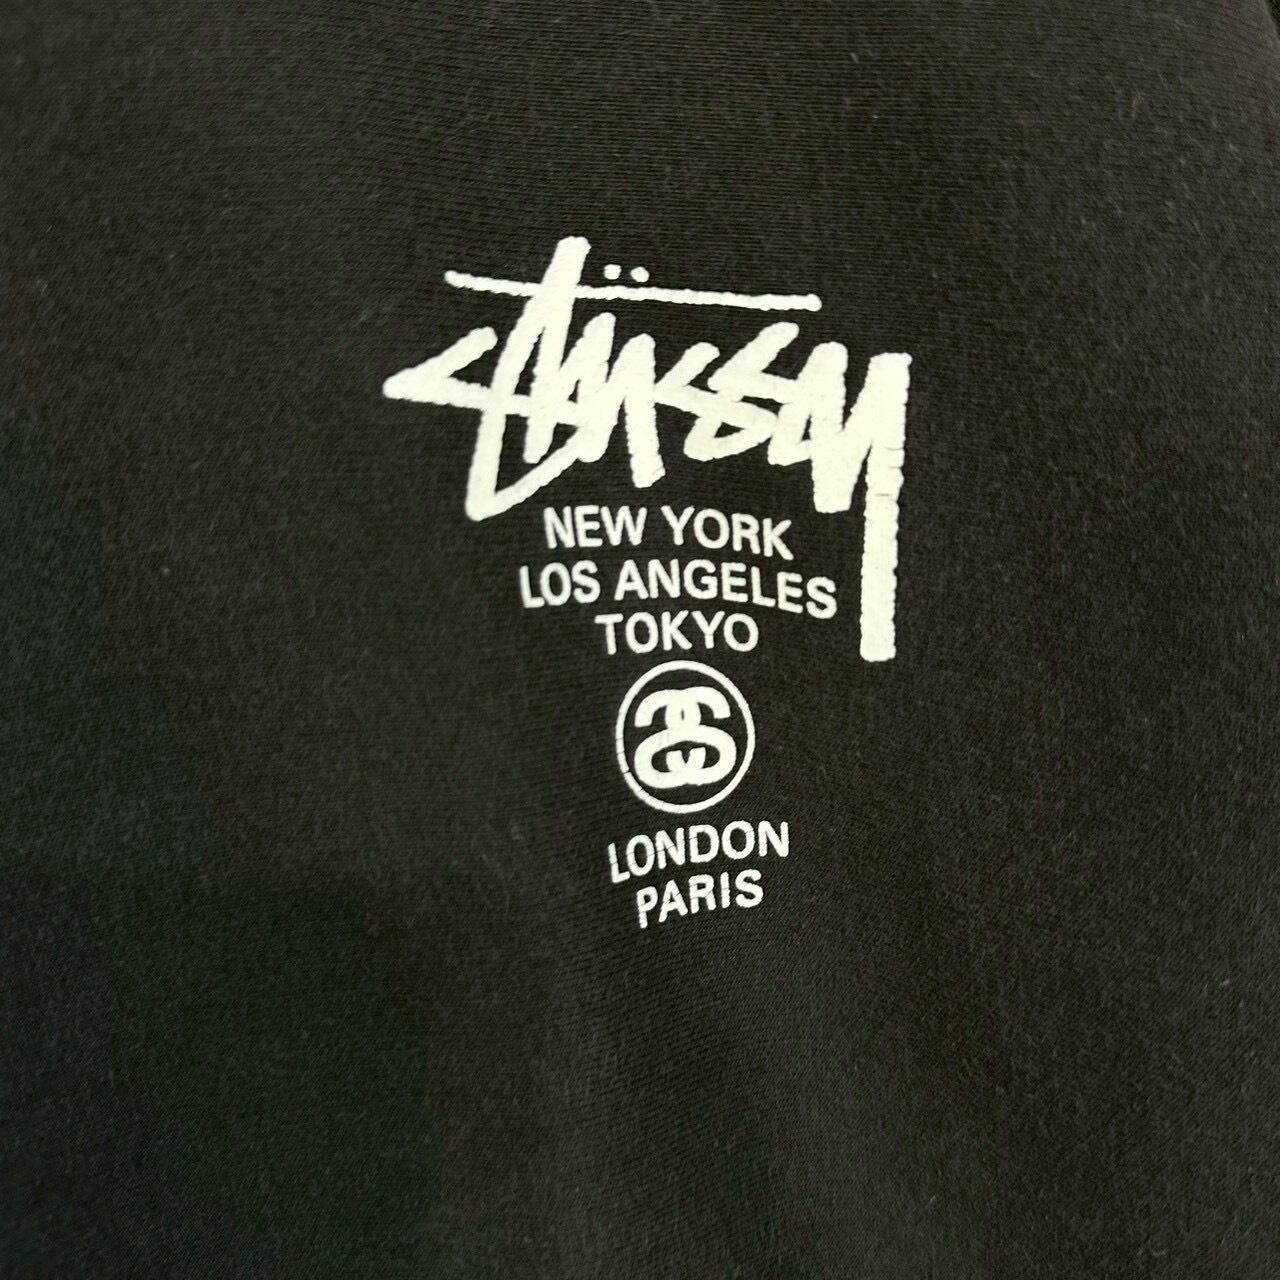 Stüssy
NEW YORK
LOS ANGELES
TOKYO
LONDON
PARIS